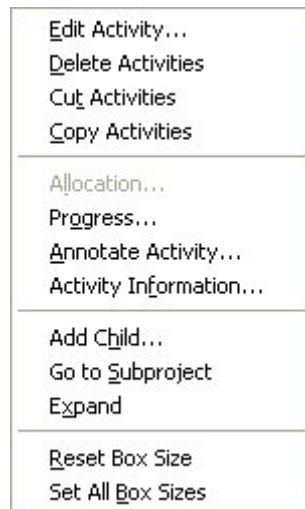 Edit Activity...
Delete Activities
Cut Activities
Copy Activities
Allocation...
Progress...
Annotate Activity...
Activity Information...
Add Child...
Go to Subproject
Expand
Reset Box Size
Set All Box Sizes